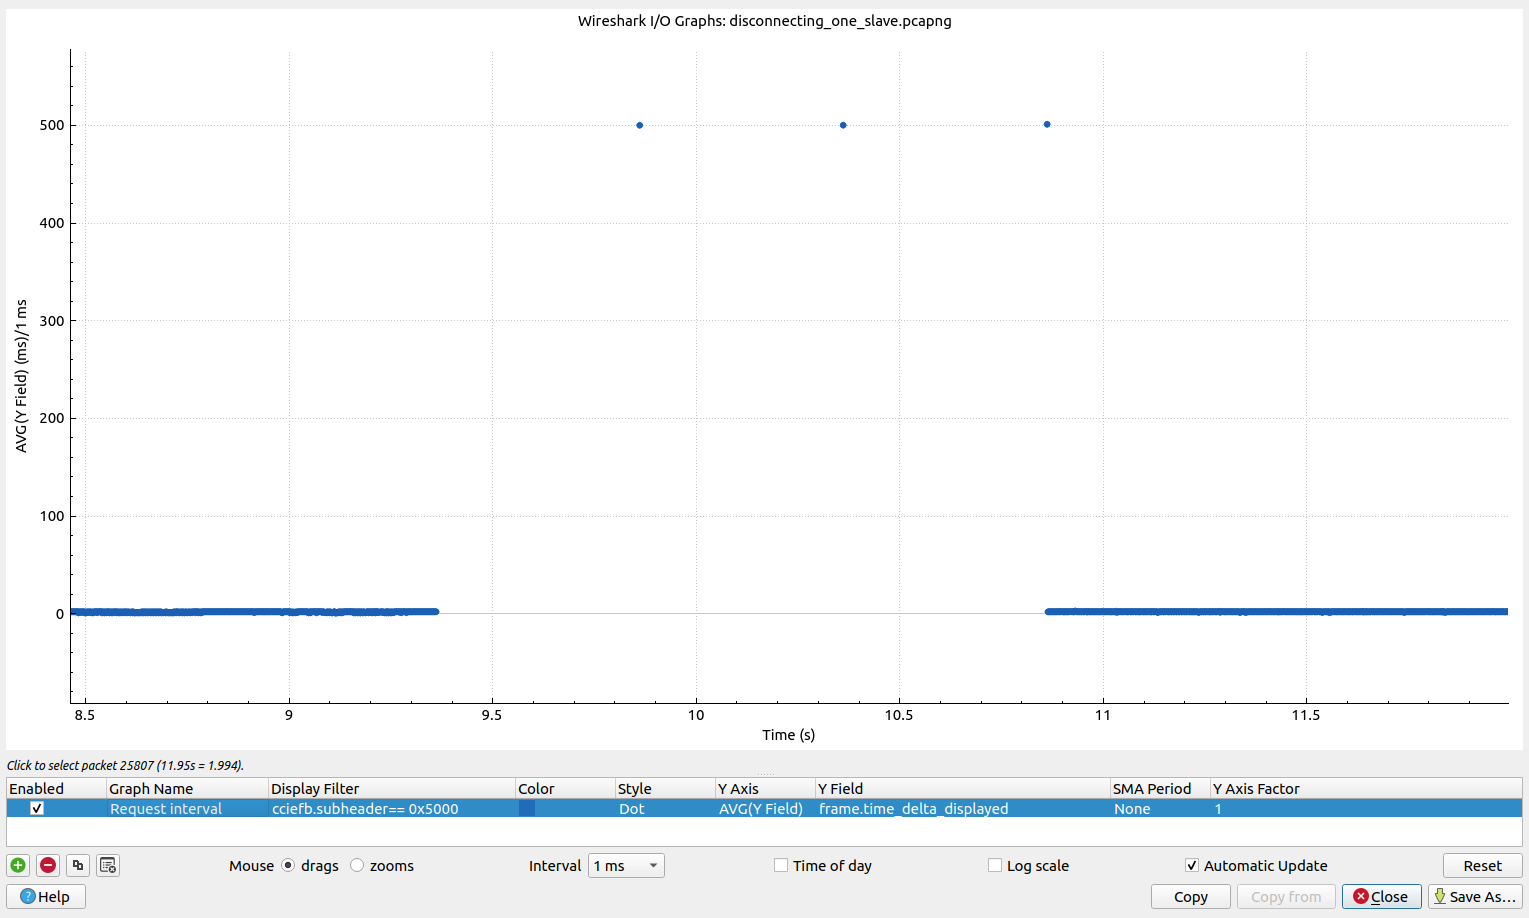 Wireshark I/O Graphs: disconnecting_one_slave.pcapng
AVG(Y Field) (ms)/1 ms
500
400
300
200
100
0
8.5 9 9.5 10 10.5 11 11.5
Time (s)
Click to select packet 25807 (11.95s = 1.994).
Enabled Graph Name Display Filter Color Style Y Axis Y Field SMA Period Y Axis Factor
Request interval cciefb.subheader== 0x5000 Dot AVG(Y Field) frame.time_delta_displayed None 1
Mouse drags zooms Interval 1 ms Time of day Log scale Automatic Update Reset
Help Copy Copy from Close Save As…